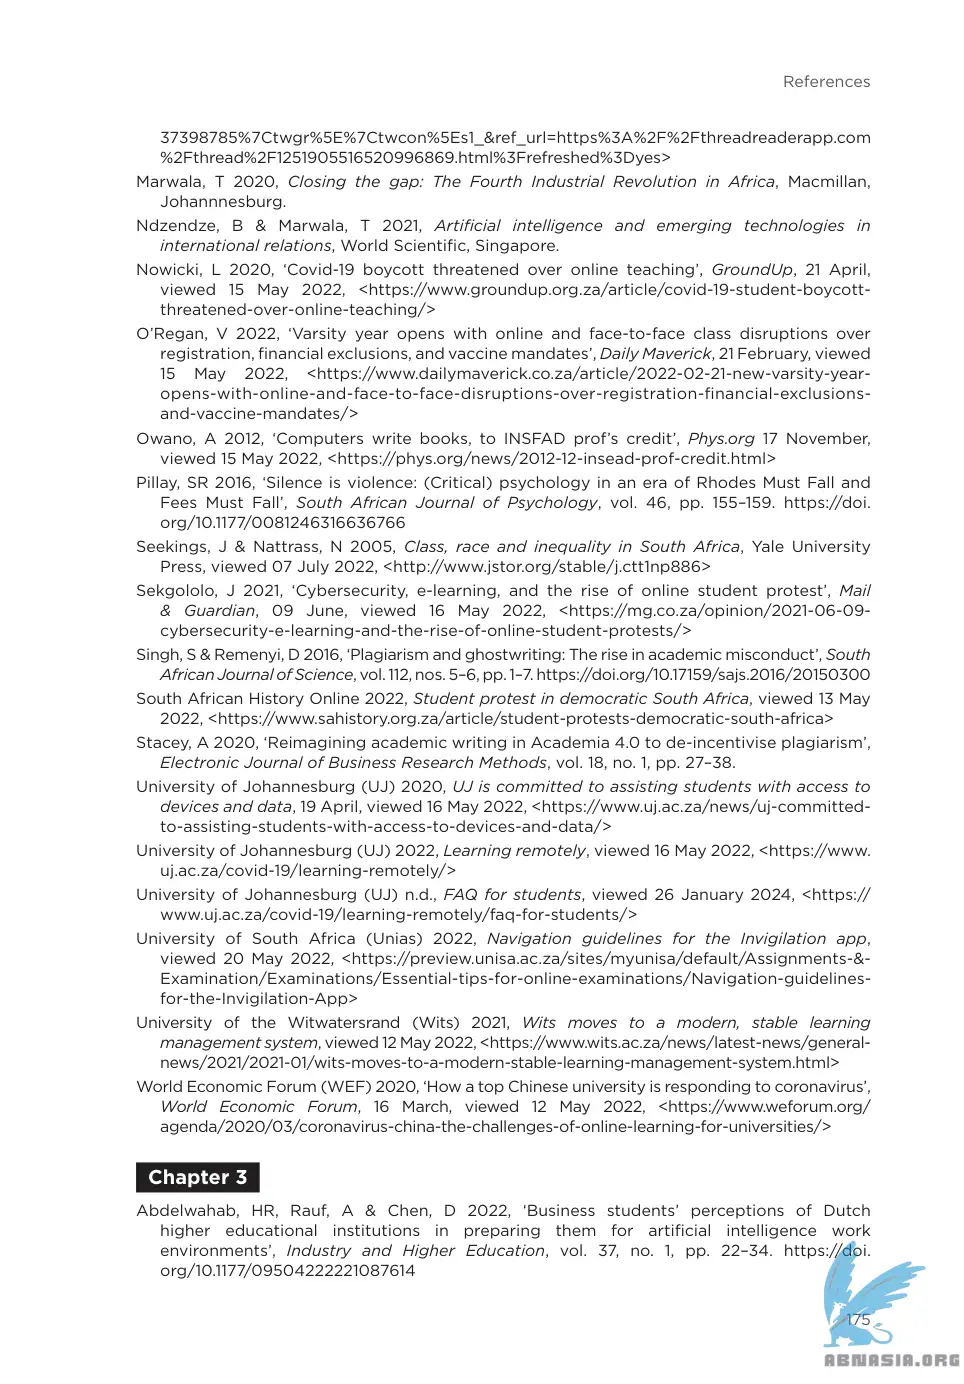 References
37398785%7Ctwgr%5E%7Ctwcon%5Es1_&ref_url=https%3A%2F%2Fthreadreaderapp.com
%2Fthread%2F1251905516520996869.html%3Frefreshed%3Dyes>
Marwala, T 2020, Closing the gap: The Fourth Industrial Revolution in Africa, Macmillan,
Johannnesburg.
Ndzendze, B & Marwala, T 2021, Artificial intelligence and emerging technologies in
international relations, World Scientific, Singapore.
Nowicki, L 2020, ‘Covid-19 boycott threatened over online teaching’, GroundUp, 21 April,
viewed 15 May 2022, <https://www.groundup.org.za/article/covid-19-student-boycott-
threatened-over-online-teaching/>
O’Regan, V 2022, ‘Varsity year opens with online and face-to-face class disruptions over
registration, financial exclusions, and vaccine mandates’, Daily Maverick, 21 February, viewed
15 May 2022, <https://www.dailymaverick.co.za/article/2022-02-21-new-varsity-year-
opens-with-online-and-face-to-face-disruptions-over-registration-financial-exclusions-
and-vaccine-mandates/>
Owano, A 2012, ‘Computers write books, to INSFAD prof’s credit’, Phys.org 17 November,
viewed 15 May 2022, <https://phys.org/news/2012-12-insead-prof-credit.html>
Pillay, SR 2016, ‘Silence is violence: (Critical) psychology in an era of Rhodes Must Fall and
Fees Must Fall’, South African Journal of Psychology, vol. 46, pp. 155–159. https://doi.
org/10.1177/0081246316636766
Seekings, J & Nattrass, N 2005, Class, race and inequality in South Africa, Yale University
Press, viewed 07 July 2022, <http://www.jstor.org/stable/j.ctt1np886>
Sekgololo, J 2021, ‘Cybersecurity, e-learning, and the rise of online student protest’, Mail
& Guardian, 09 June, viewed 16 May 2022, <https://mg.co.za/opinion/2021-06-09-
cybersecurity-e-learning-and-the-rise-of-online-student-protests/>
Singh, S & Remenyi, D 2016, ‘Plagiarism and ghostwriting: The rise in academic misconduct’, South
African Journal of Science, vol. 112, nos. 5–6, pp. 1–7. https://doi.org/10.17159/sajs.2016/20150300
South African History Online 2022, Student protest in democratic South Africa, viewed 13 May
2022, <https://www.sahistory.org.za/article/student-protests-democratic-south-africa>
Stacey, A 2020, ‘Reimagining academic writing in Academia 4.0 to de-incentivise plagiarism’,
Electronic Journal of Business Research Methods, vol. 18, no. 1, pp. 27–38.
University of Johannesburg (UJ) 2020, UJ is committed to assisting students with access to
devices and data, 19 April, viewed 16 May 2022, <https://www.uj.ac.za/news/uj-committed-
to-assisting-students-with-access-to-devices-and-data/>
University of Johannesburg (UJ) 2022, Learning remotely, viewed 16 May 2022, <https://www.
uj.ac.za/covid-19/learning-remotely/>
University of Johannesburg (UJ) n.d., FAQ for students, viewed 26 January 2024, <https://
www.uj.ac.za/covid-19/learning-remotely/faq-for-students/>
University of South Africa (Unias) 2022, Navigation guidelines for the Invigilation app,
viewed 20 May 2022, <https://preview.unisa.ac.za/sites/myunisa/default/Assignments-&-
Examination/Examinations/Essential-tips-for-online-examinations/Navigation-guidelines-
for-the-Invigilation-App>
University of the Witwatersrand (Wits) 2021, Wits moves to a modern, stable learning
management system, viewed 12 May 2022, <https://www.wits.ac.za/news/latest-news/general-
news/2021/2021-01/wits-moves-to-a-modern-stable-learning-management-system.html>
World Economic Forum (WEF) 2020, ‘How a top Chinese university is responding to coronavirus’,
World Economic Forum, 16 March, viewed 12 May 2022, <https://www.weforum.org/
agenda/2020/03/coronavirus-china-the-challenges-of-online-learning-for-universities/>
Chapter 3
Abdelwahab, HR, Rauf, A & Chen, D 2022, ‘Business students’ perceptions of Dutch
higher educational institutions in preparing them for artificial intelligence work
environments’, Industry and Higher Education, vol. 37, no. 1, pp. 22–34. https://doi.
org/10.1177/09504222221087614
175
ABNASIA.ORG